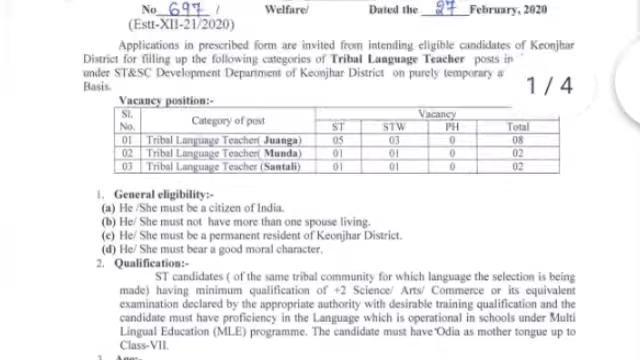 No 697 / Welfare/ Dated the 27 February, 2020
(Estt-XII-21/2020)
Applications in prescribed form are invited from intending eligible candidates of Keonjhar
District for filling up the following categories of Tribal Language Teacher posts in
under ST&SC Development Department of Keonjhar District on purely temporary a
Basis.
1 / 4
Vacancy position:-
Sl. No. Category of post Vacancy
ST STW PH Total
01 Tribal Language Teacher( Juanga) 05 03 0 08
02 Tribal Language Teacher( Munda) 01 01 0 02
03 Tribal Language Teacher (Santali) 01 01 0 02
1. General eligibility:-
(a) He /She must be a citizen of India.
(b) He/ She must not have more than one spouse living.
(c) He/ She must be a permanent resident of Keonjhar District.
(d) He/ She must bear a good moral character.
2. Qualification:-
ST candidates ( of the same tribal community for which language the selection is being
made) having minimum qualification of +2 Science/ Arts/ Commerce or its equivalent
examination declared by the appropriate authority with desirable training qualification and the
candidate must have proficiency in the Language which is operational in schools under Multi
Lingual Education (MLE) programme. The candidate must have Odia as mother tongue up to
Class-VII.
3. Age:-